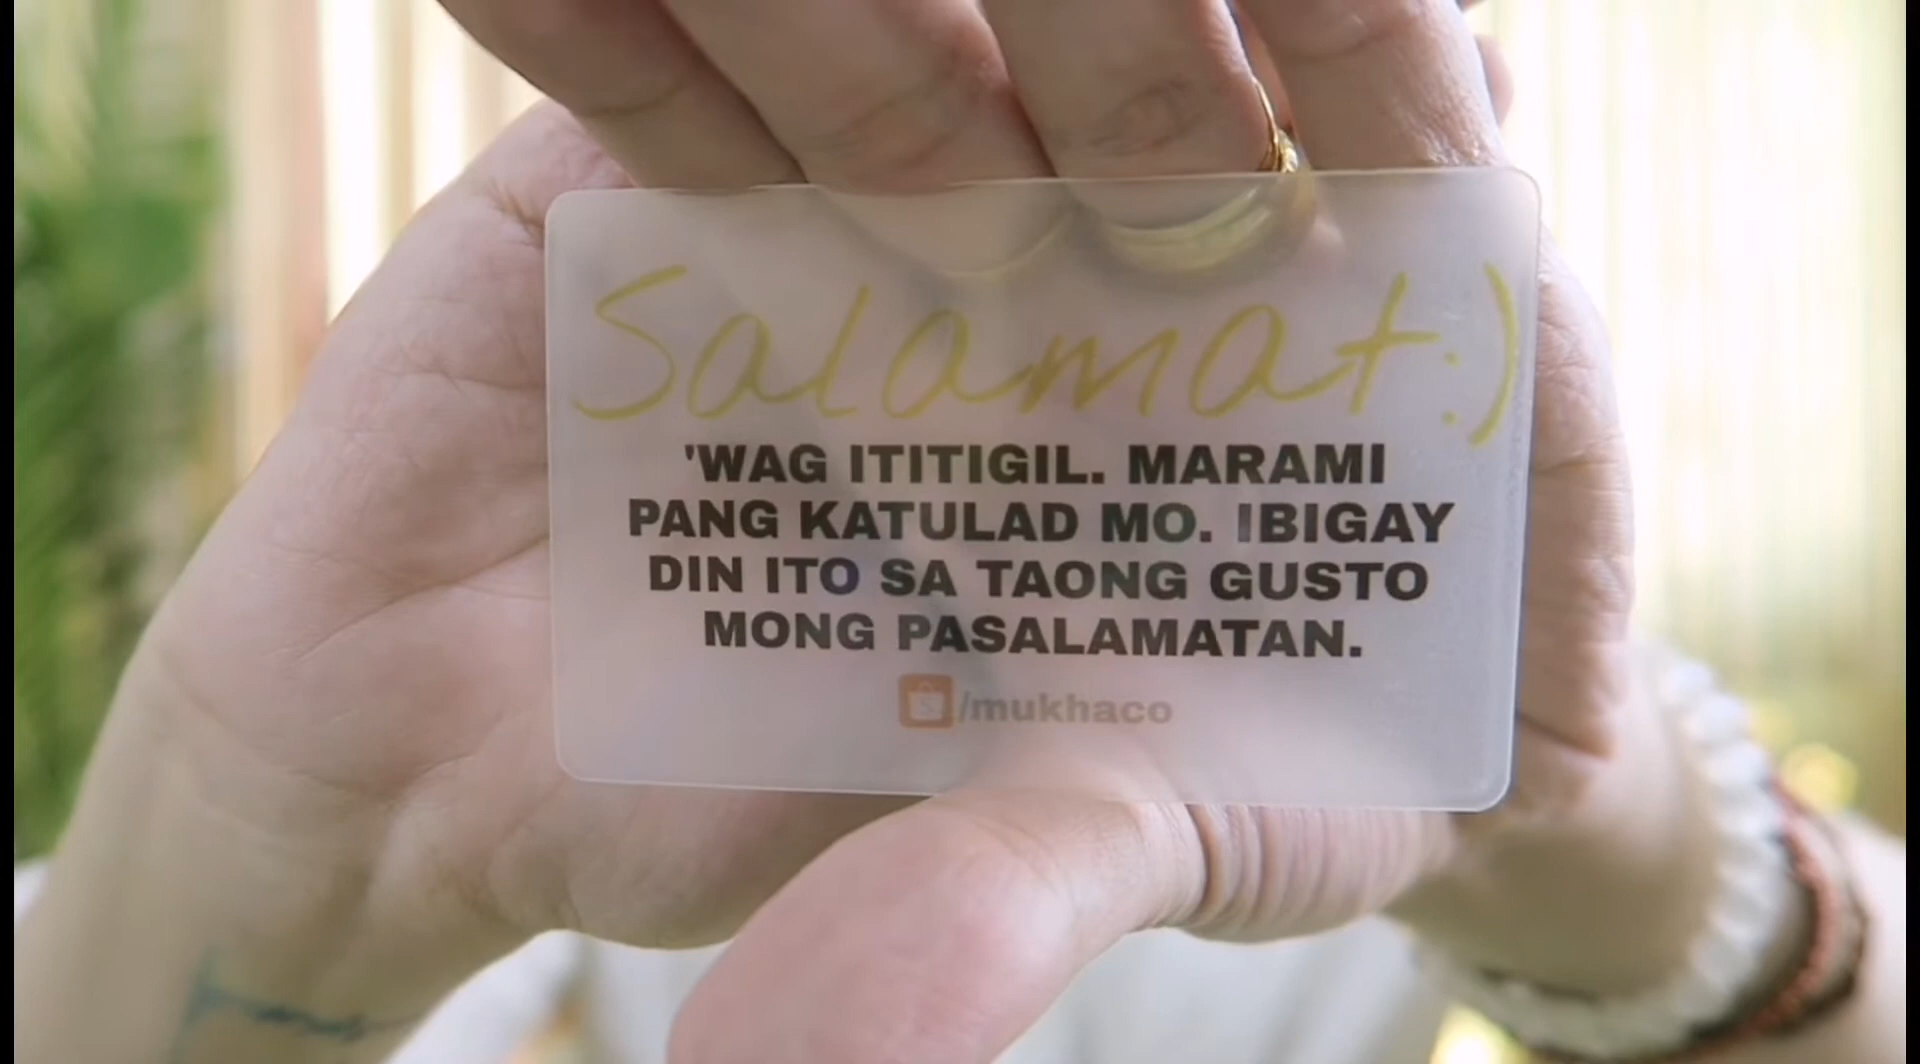 Salamat:)
'WAG ITITIGIL. MARAMI
PANG KATULAD MO. IBIGAY
DIN ITO SA TAONG GUSTO
MONG PASALAMATAN.
/mukhaco